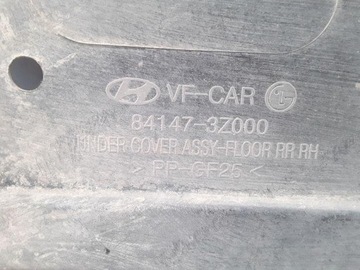 VF-CAR
84147-3Z000
UNDER COVER ASSY-FLOOR RR RH
> PP-GF25 <